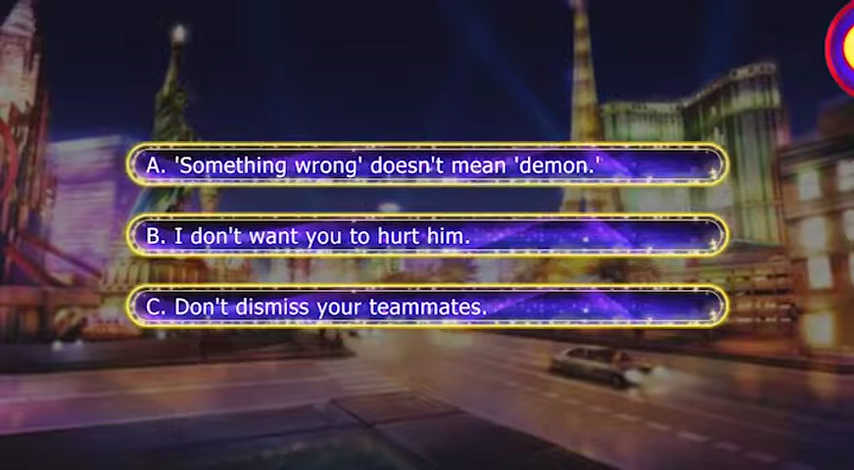 A. 'Something wrong' doesn't mean 'demon.'
B. I don't want you to hurt him.
C. Don't dismiss your teammates.